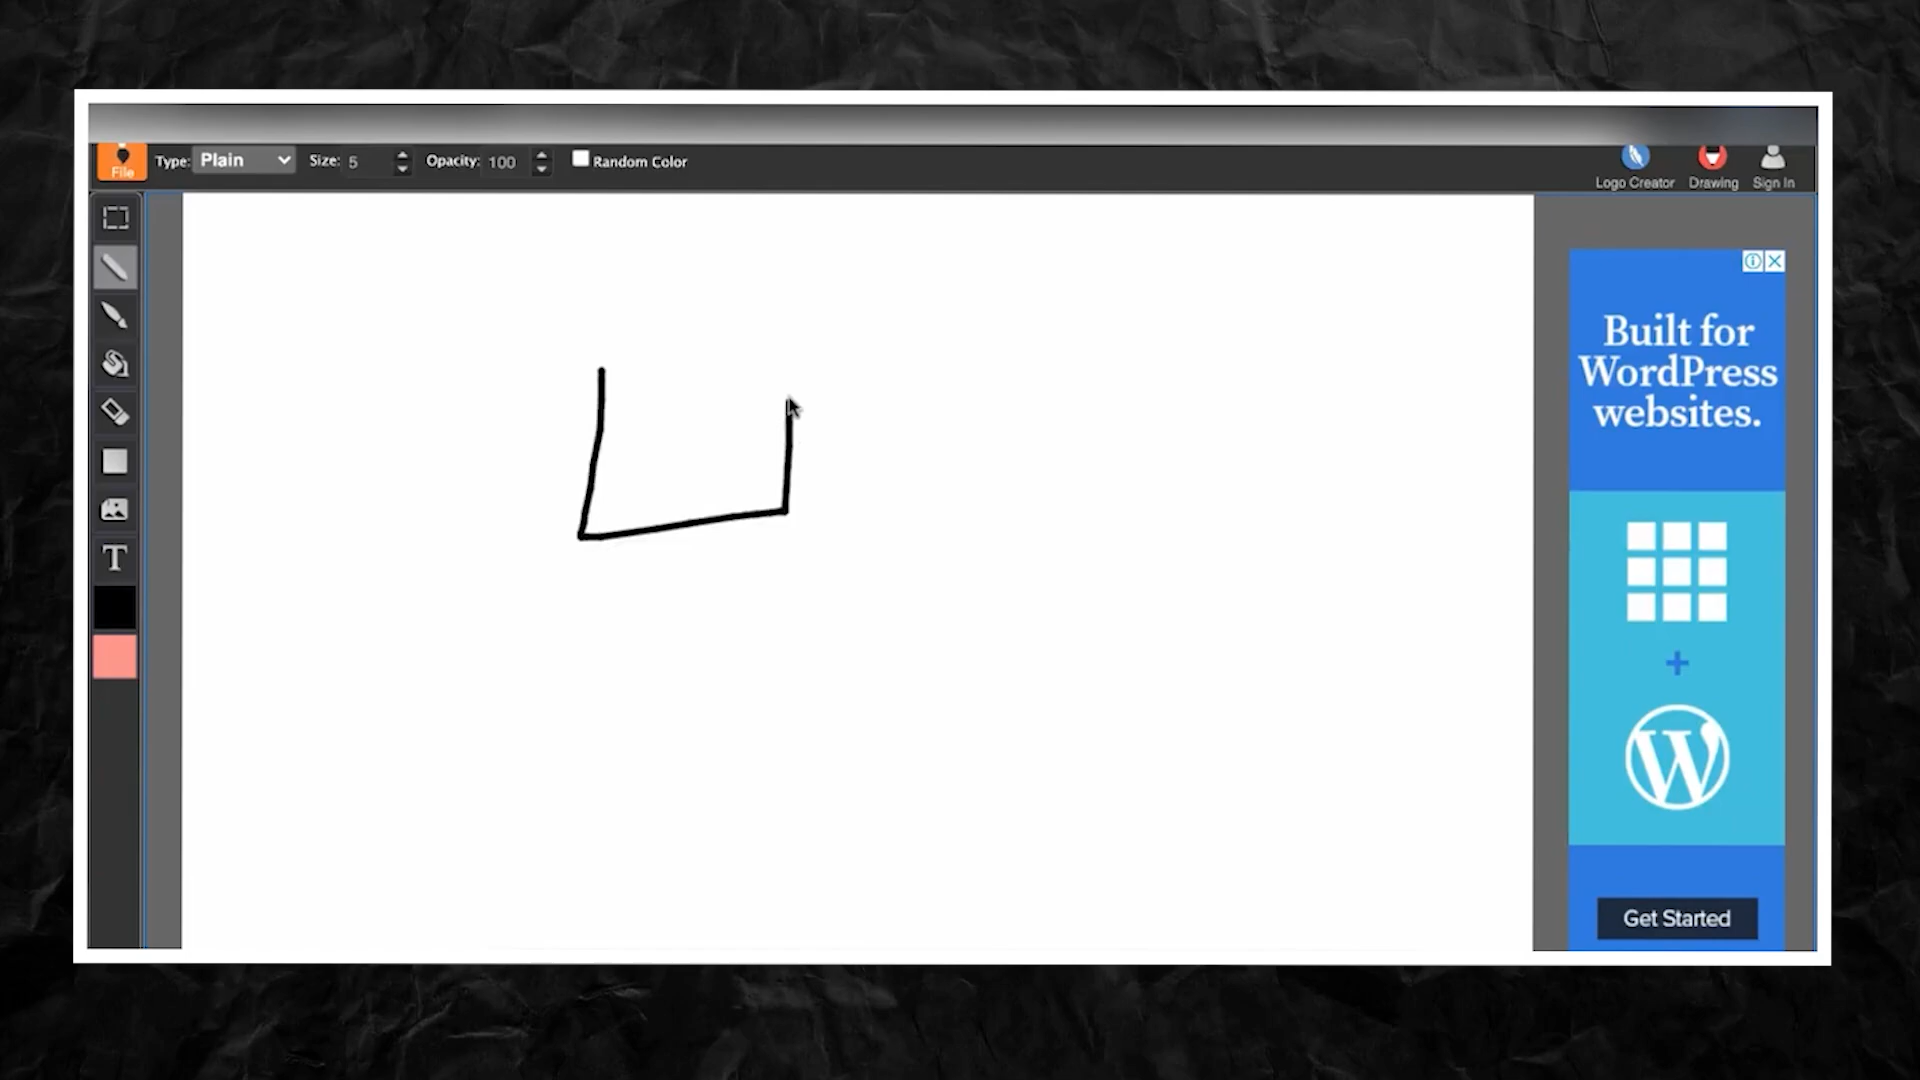 File
Type: Plain Size: 5 Opacity: 100 Random Color
Logo Creator Drawing Sign In
T
Built for
WordPress
websites.
+
W
Get Started